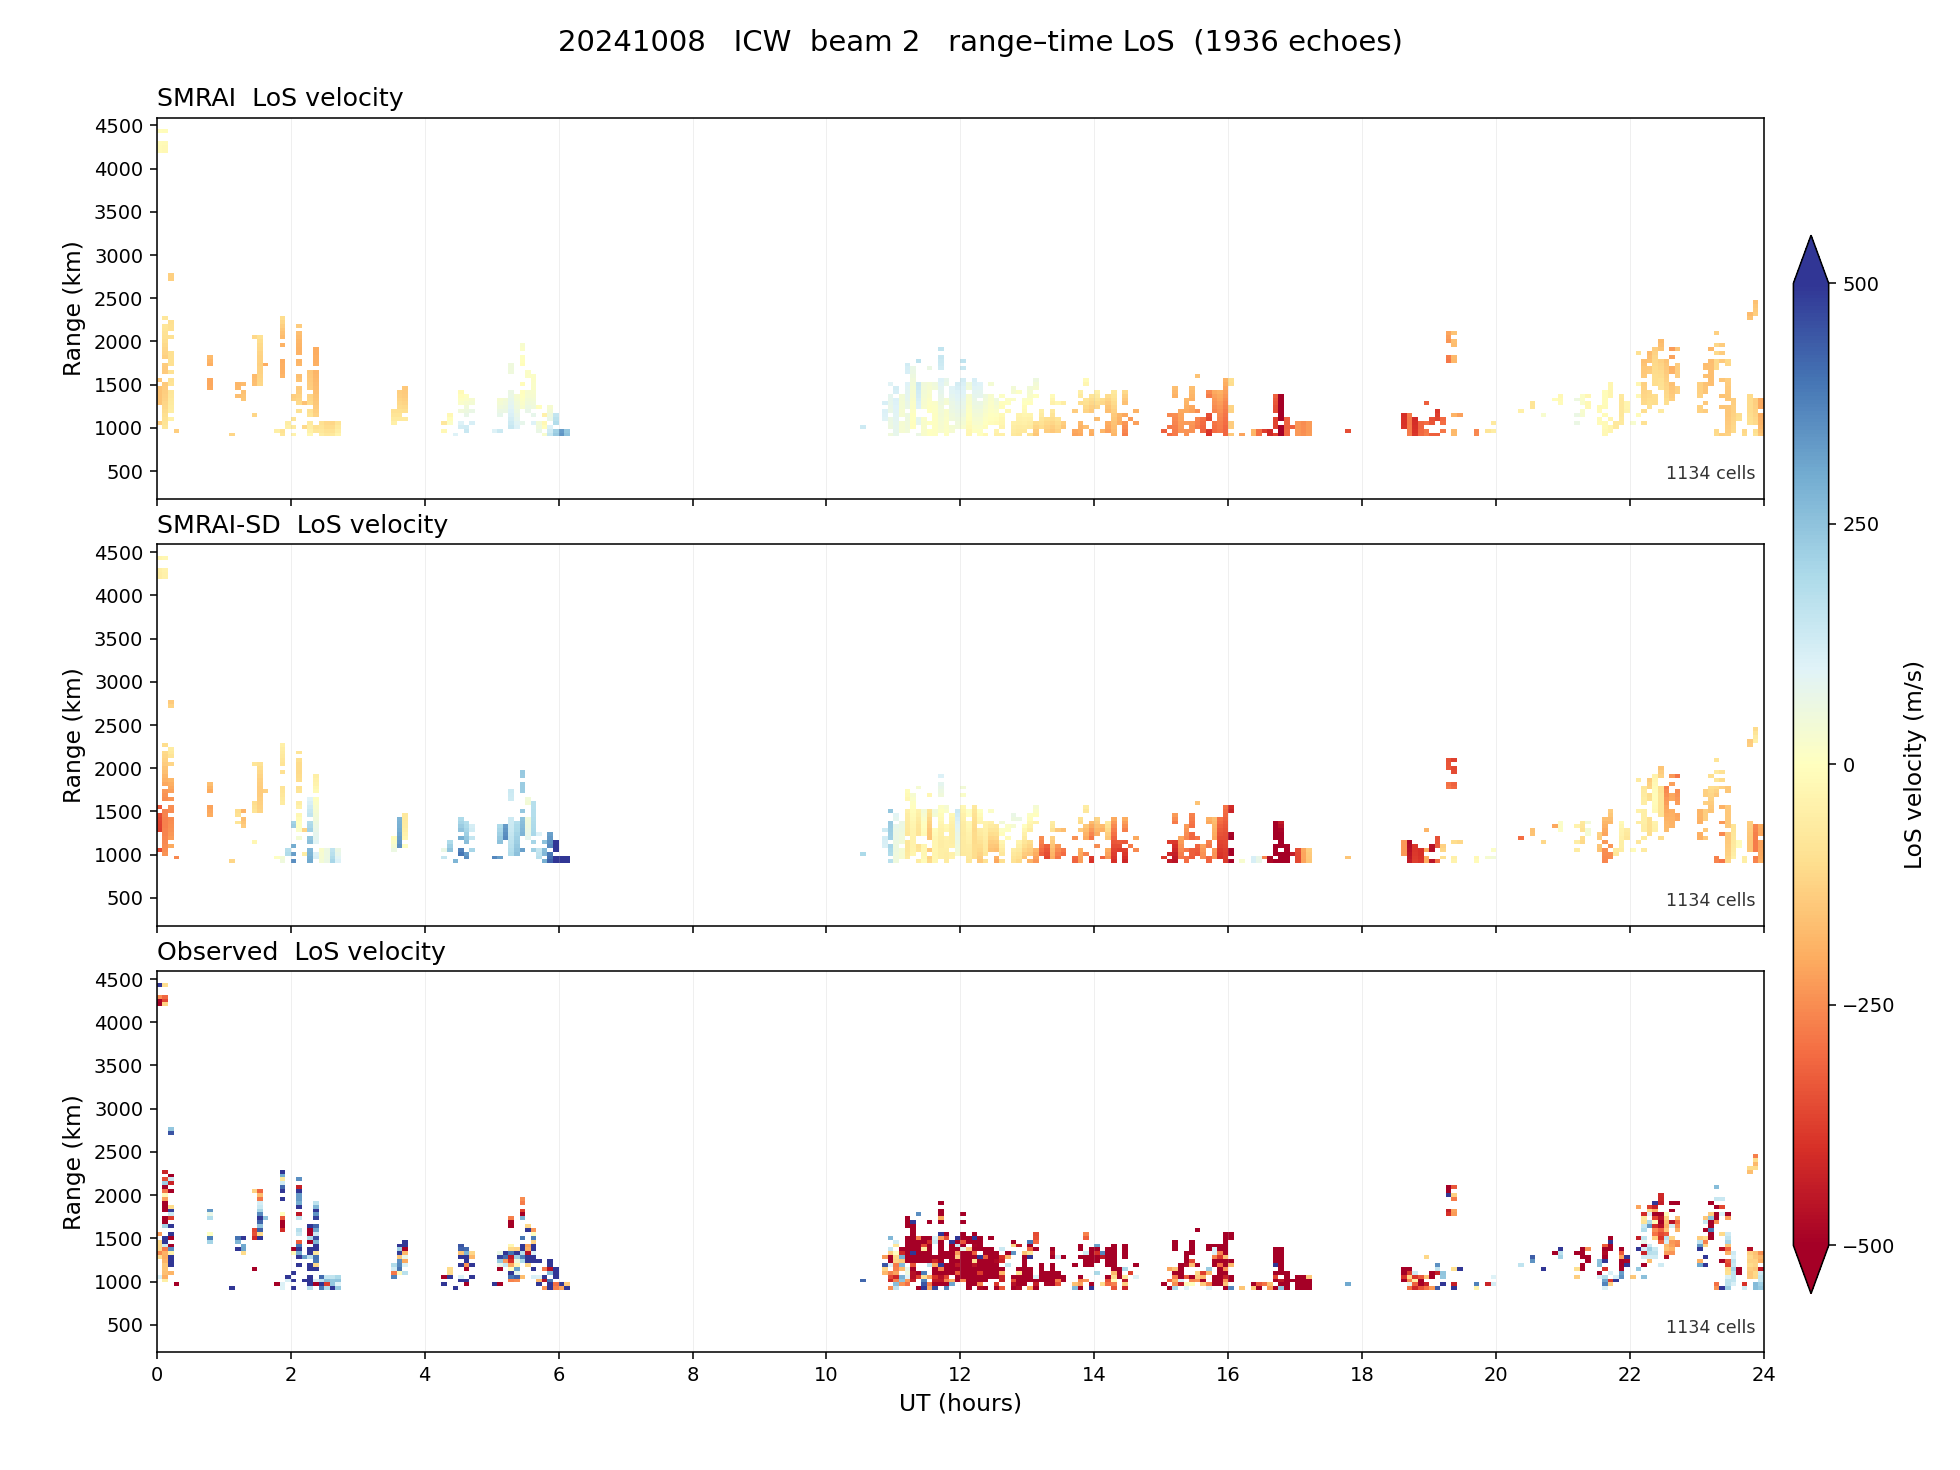 20241008   ICW  beam 2   range–time LoS  (1936 echoes)
SMRAI  LoS velocity
4500
4000
3500
3000
2500
2000
1500
1000
500
Range (km)
1134 cells
SMRAI-SD  LoS velocity
4500
4000
3500
3000
2500
2000
1500
1000
500
Range (km)
1134 cells
Observed  LoS velocity
4500
4000
3500
3000
2500
2000
1500
1000
500
Range (km)
1134 cells
0 2 4 6 8 10 12 14 16 18 20 22 24
UT (hours)
500
250
0
−250
−500
LoS velocity (m/s)